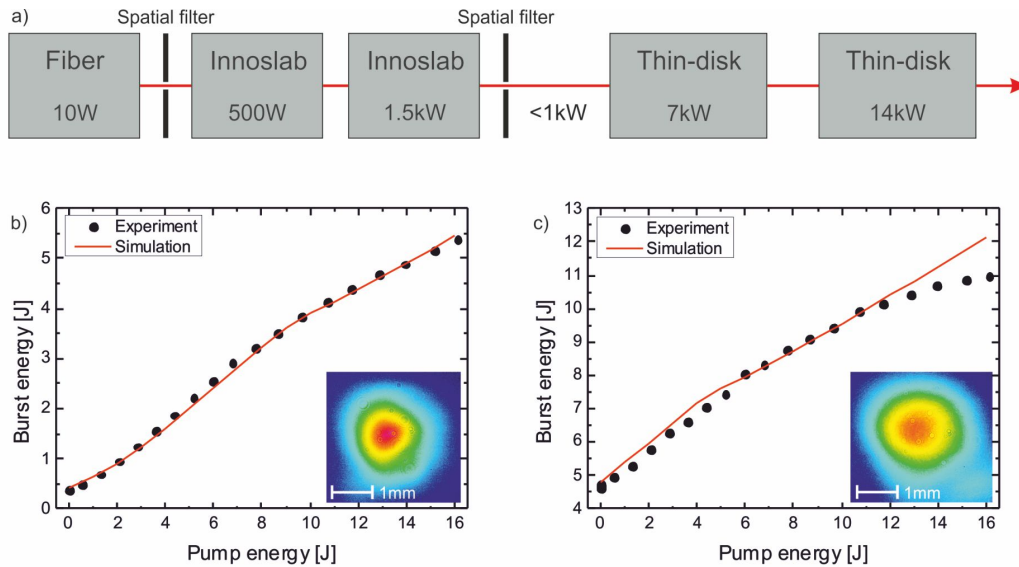 a)
Spatial filter
Spatial filter
Fiber
10W
Innoslab
500W
Innoslab
1.5kW
<1kW
Thin-disk
7kW
Thin-disk
14kW
b)
Experiment
Simulation
Burst energy [J]
6
5
4
3
2
1
0
1mm
0 2 4 6 8 10 12 14 16
Pump energy [J]
c)
Experiment
Simulation
Burst energy [J]
13
12
11
10
9
8
7
6
5
4
1mm
0 2 4 6 8 10 12 14 16
Pump energy [J]